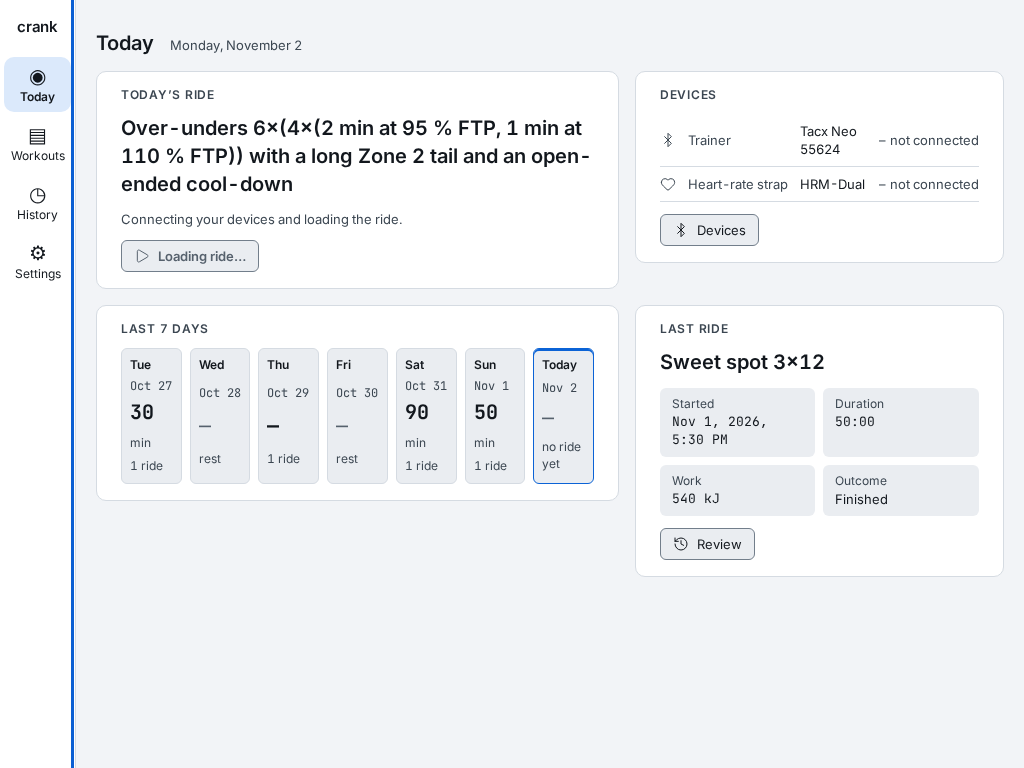 crank
Today
Workouts
History
Settings
Today Monday, November 2
TODAY'S RIDE
Over-unders 6×(4×(2 min at 95 % FTP, 1 min at
110 % FTP)) with a long Zone 2 tail and an open-
ended cool-down
Connecting your devices and loading the ride.
Loading ride…
DEVICES
Trainer
Tacx Neo
55624
– not connected
Heart-rate strap HRM-Dual – not connected
Devices
LAST 7 DAYS
Tue
Oct 27
30
min
1 ride
Wed
Oct 28
–
rest
Thu
Oct 29
–
1 ride
Fri
Oct 30
–
rest
Sat
Oct 31
90
min
1 ride
Sun
Nov 1
50
min
1 ride
Today
Nov 2
–
no ride
yet
LAST RIDE
Sweet spot 3×12
Started
Nov 1, 2026,
5:30 PM
Duration
50:00
Work
540 kJ
Outcome
Finished
Review